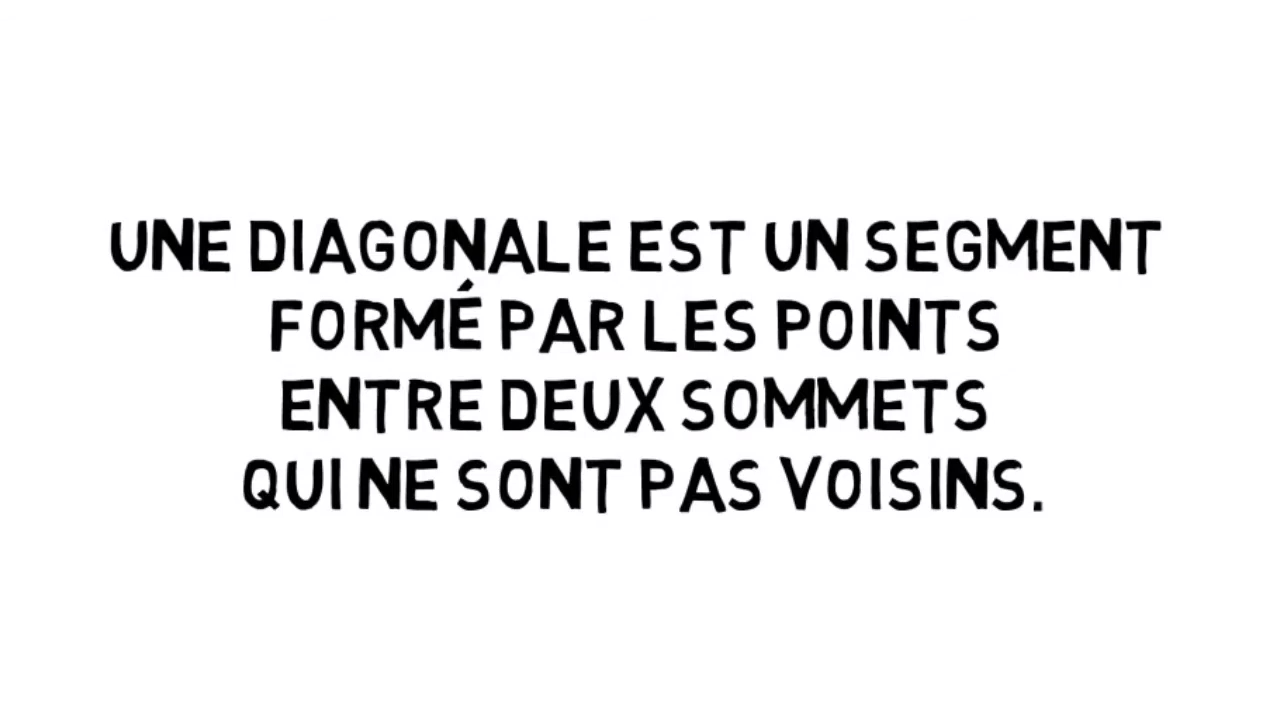 UNE DIAGONALE EST UN SEGMENT
FORMÉ PAR LES POINTS
ENTRE DEUX SOMMETS
QUI NE SONT PAS VOISINS.